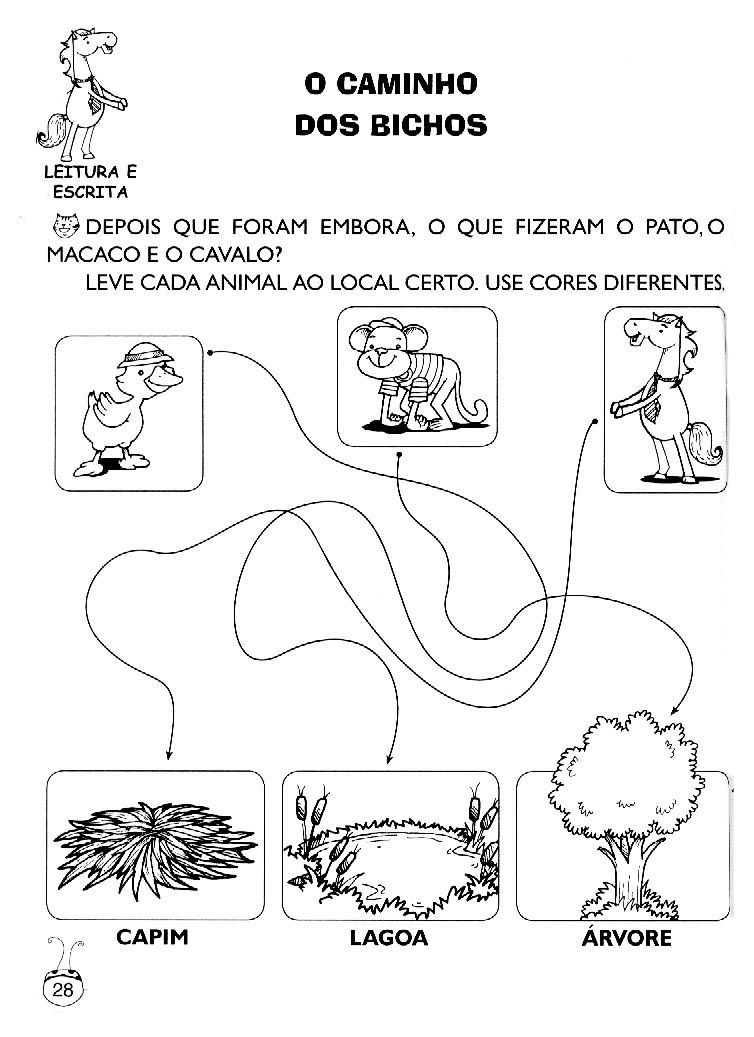 O CAMINHO
DOS BICHOS
LEITURA E
ESCRITA
DEPOIS QUE FORAM EMBORA, O QUE FIZERAM O PATO, O
MACACO E O CAVALO?
LEVE CADA ANIMAL AO LOCAL CERTO. USE CORES DIFERENTES.
CAPIM
LAGOA
ÁRVORE
28